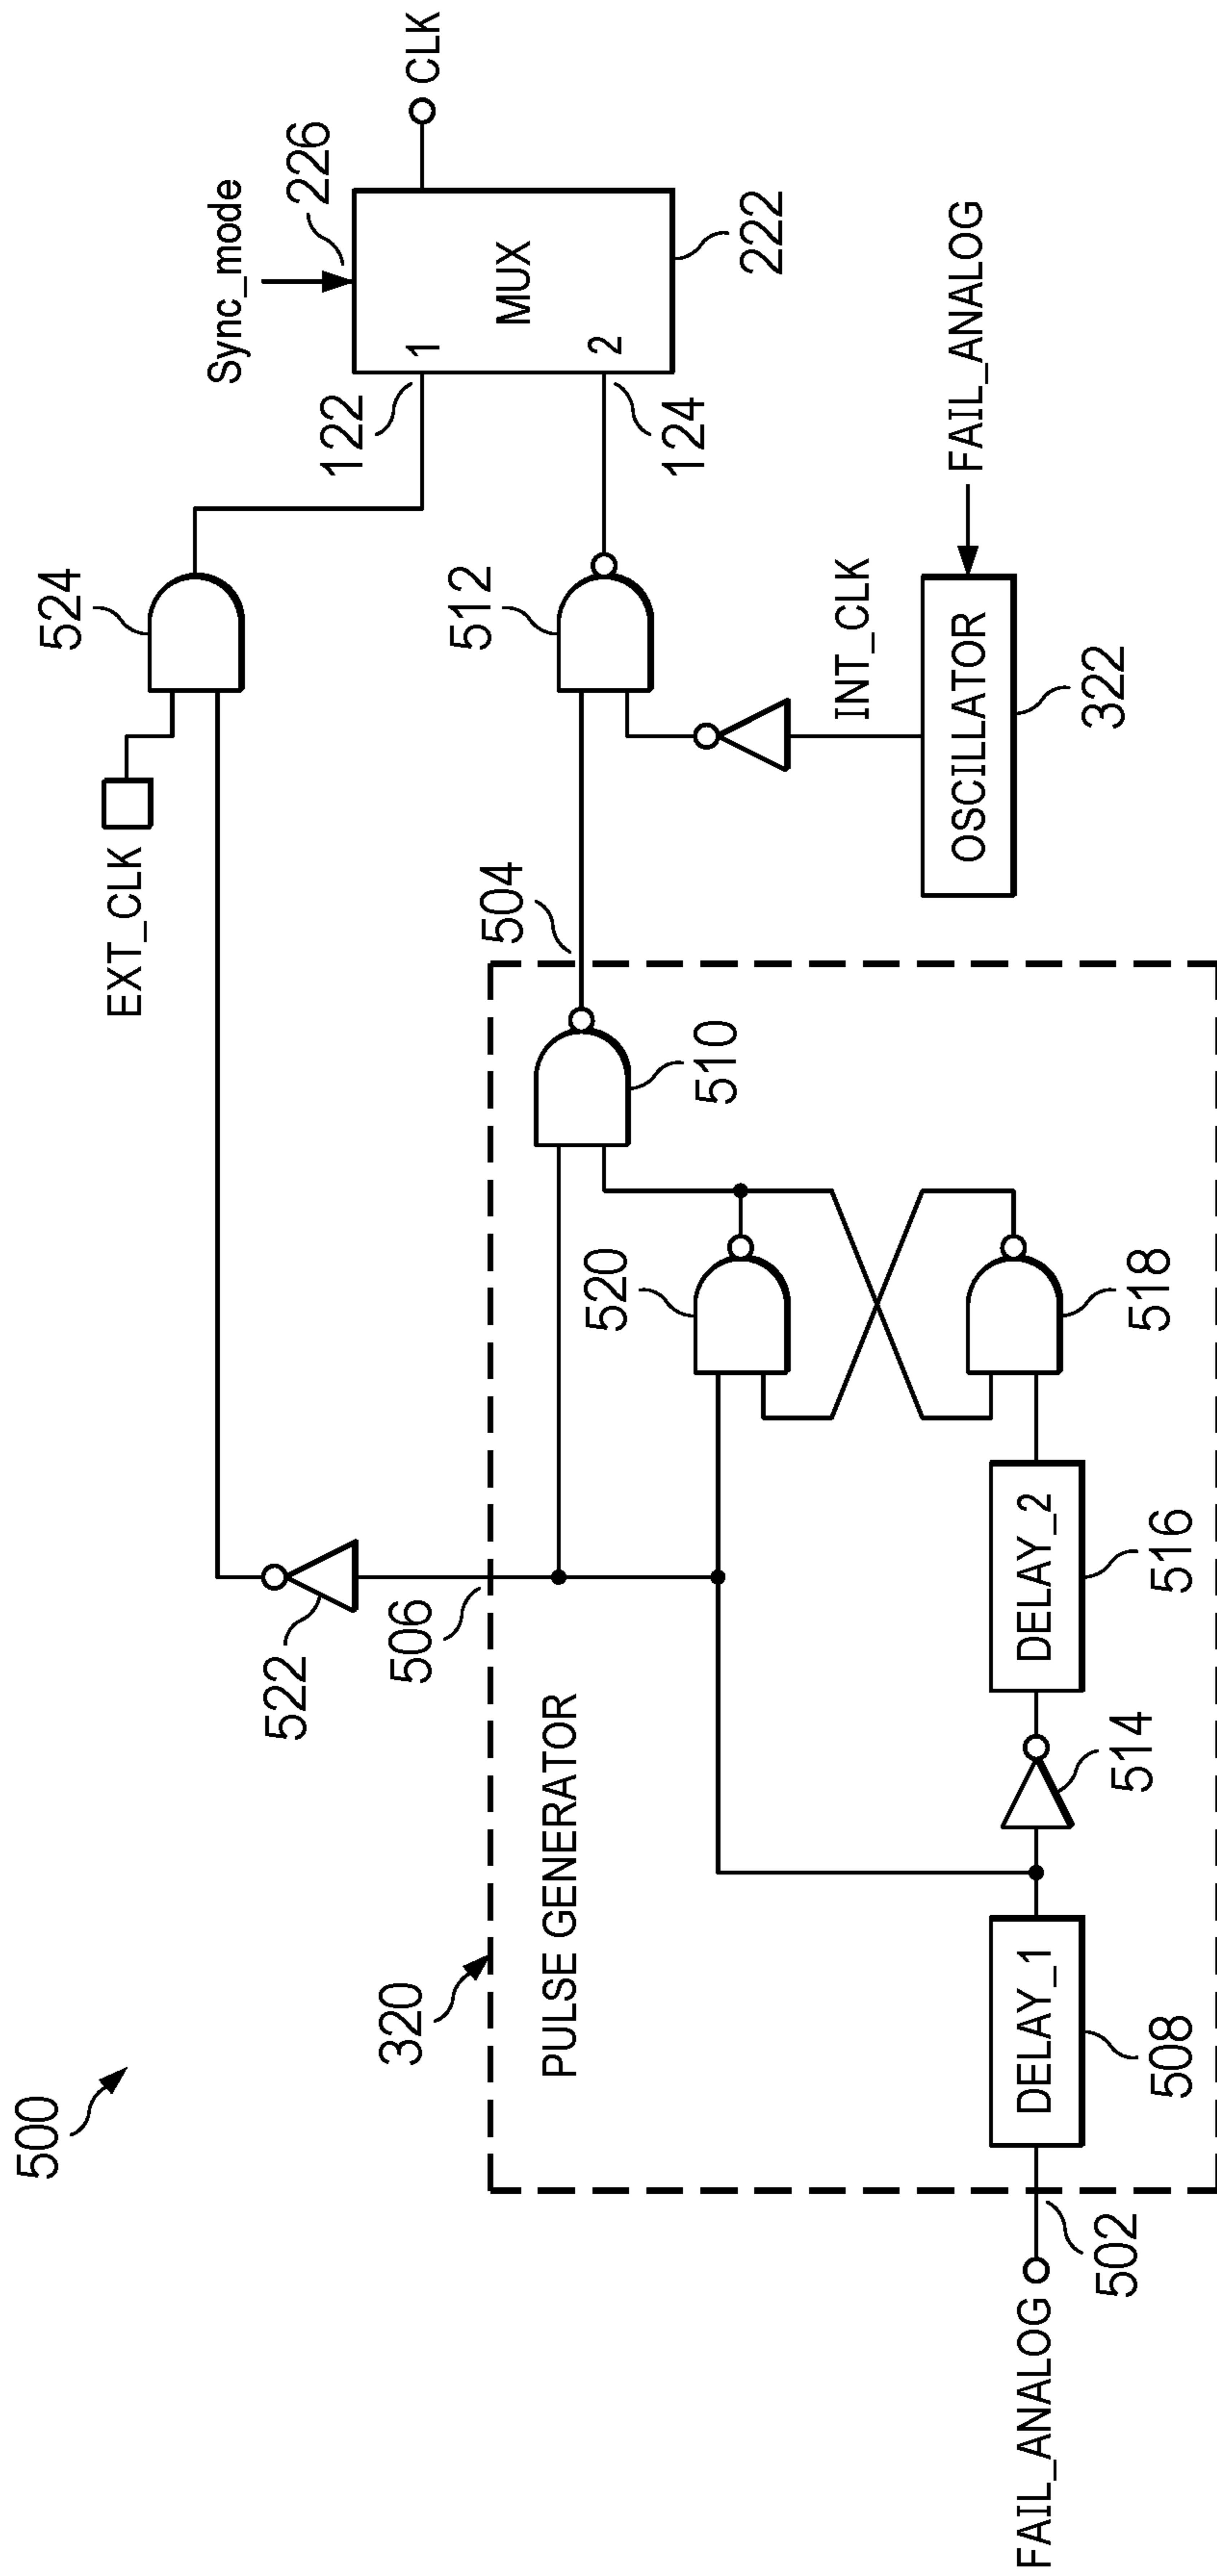 500
EXT_CLK
524
Sync_mode
226
CLK
122
1
MUX
2
124
222
522
506
504
512
INT_CLK
OSCILLATOR
322
FAIL_ANALOG
320
PULSE GENERATOR
510
520
518
FAIL_ANALOG
502
DELAY_1
508
514
DELAY_2
516